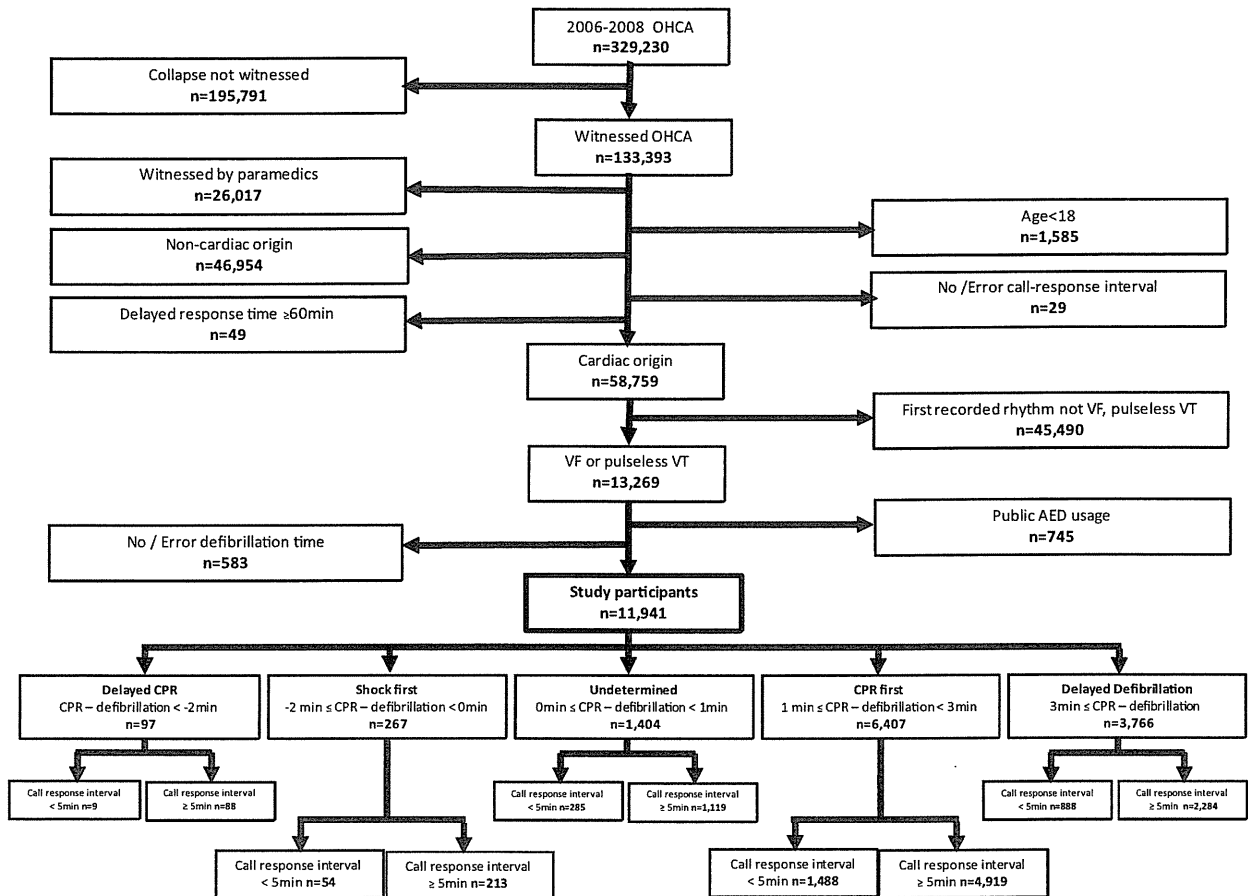 2006-2008 OHCA
n=329,230
Collapse not witnessed
n=195,791
Witnessed OHCA
n=133,393
Witnessed by paramedics
n=26,017
Age<18
n=1,585
Non-cardiac origin
n=46,954
No /Error call-response interval
n=29
Delayed response time ≥60min
n=49
Cardiac origin
n=58,759
First recorded rhythm not VF, pulseless VT
n=45,490
VF or pulseless VT
n=13,269
Public AED usage
n=745
No / Error defibrillation time
n=583
Study participants
n=11,941
Delayed CPR
CPR – defibrillation < -2min
n=97
Shock first
-2 min ≤ CPR – defibrillation <0min
n=267
Undetermined
0min ≤ CPR – defibrillation < 1min
n=1,404
CPR first
1 min ≤ CPR – defibrillation < 3min
n=6,407
Delayed Defibrillation
3min ≤ CPR – defibrillation
n=3,766
Call response interval
< 5min n=9
Call response interval
≥ 5min n=88
Call response interval
< 5min n=285
Call response interval
≥ 5min n=1,119
Call response interval
< 5min n=888
Call response interval
≥ 5min n=2,284
Call response interval
< 5min n=54
Call response interval
≥ 5min n=213
Call response interval
< 5min n=1,488
Call response interval
≥ 5min n=4,919